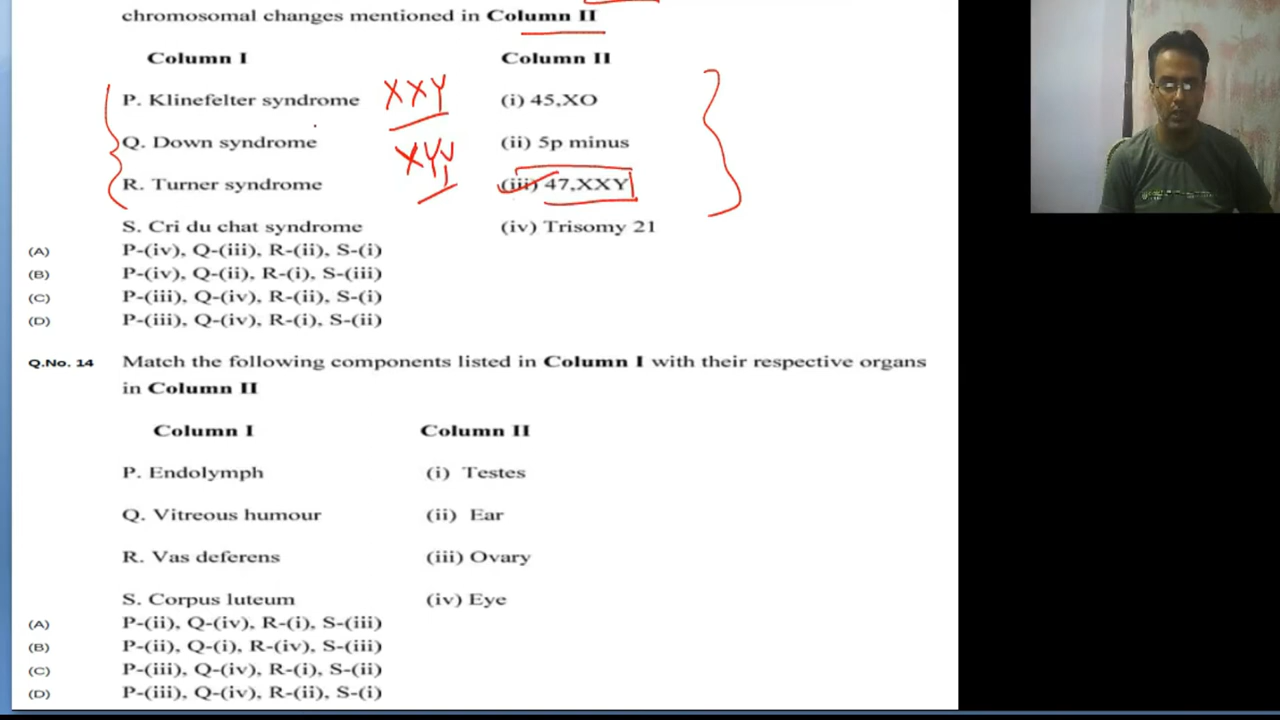 chromosomal changes mentioned in Column II
Column I Column II
P. Klinefelter syndrome XXY (i) 45,XO
Q. Down syndrome XYY (ii) 5p minus
R. Turner syndrome (iii) 47,XXY
S. Cri du chat syndrome (iv) Trisomy 21
(A) P-(iv), Q-(iii), R-(ii), S-(i)
(B) P-(iv), Q-(ii), R-(i), S-(iii)
(C) P-(iii), Q-(iv), R-(ii), S-(i)
(D) P-(iii), Q-(iv), R-(i), S-(ii)
Q.No. 14 Match the following components listed in Column I with their respective organs
in Column II
Column I Column II
P. Endolymph (i) Testes
Q. Vitreous humour (ii) Ear
R. Vas deferens (iii) Ovary
S. Corpus luteum (iv) Eye
(A) P-(ii), Q-(iv), R-(i), S-(iii)
(B) P-(ii), Q-(i), R-(iv), S-(iii)
(C) P-(iii), Q-(iv), R-(i), S-(ii)
(D) P-(iii), Q-(iv), R-(ii), S-(i)